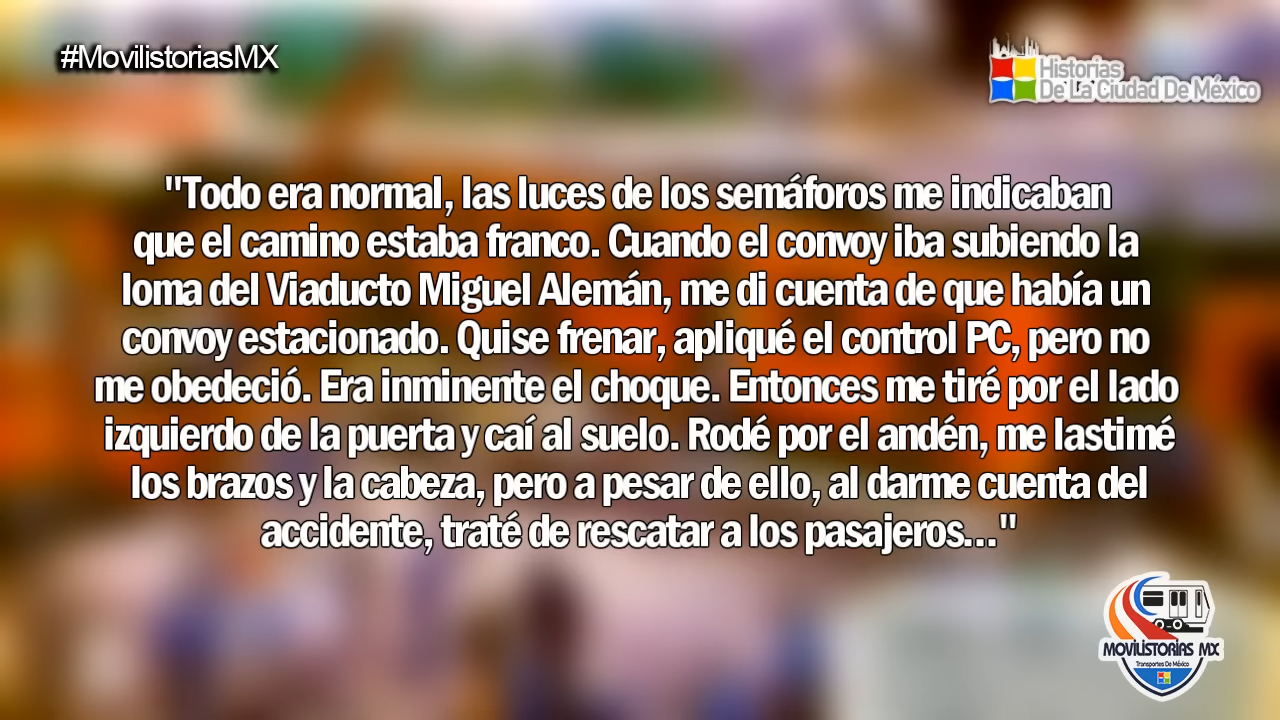 #MovilistoriasMX
Historias
De La Ciudad De México
"Todo era normal, las luces de los semáforos me indicaban
que el camino estaba franco. Cuando el convoy iba subiendo la
loma del Viaducto Miguel Alemán, me di cuenta de que había un
convoy estacionado. Quise frenar, apliqué el control PC, pero no
me obedeció. Era inminente el choque. Entonces me tiré por el lado
izquierdo de la puerta y caí al suelo. Rodé por el andén, me lastimé
los brazos y la cabeza, pero a pesar de ello, al darme cuenta del
accidente, traté de rescatar a los pasajeros..."
MOVILISTORIAS MX
Transportes De México